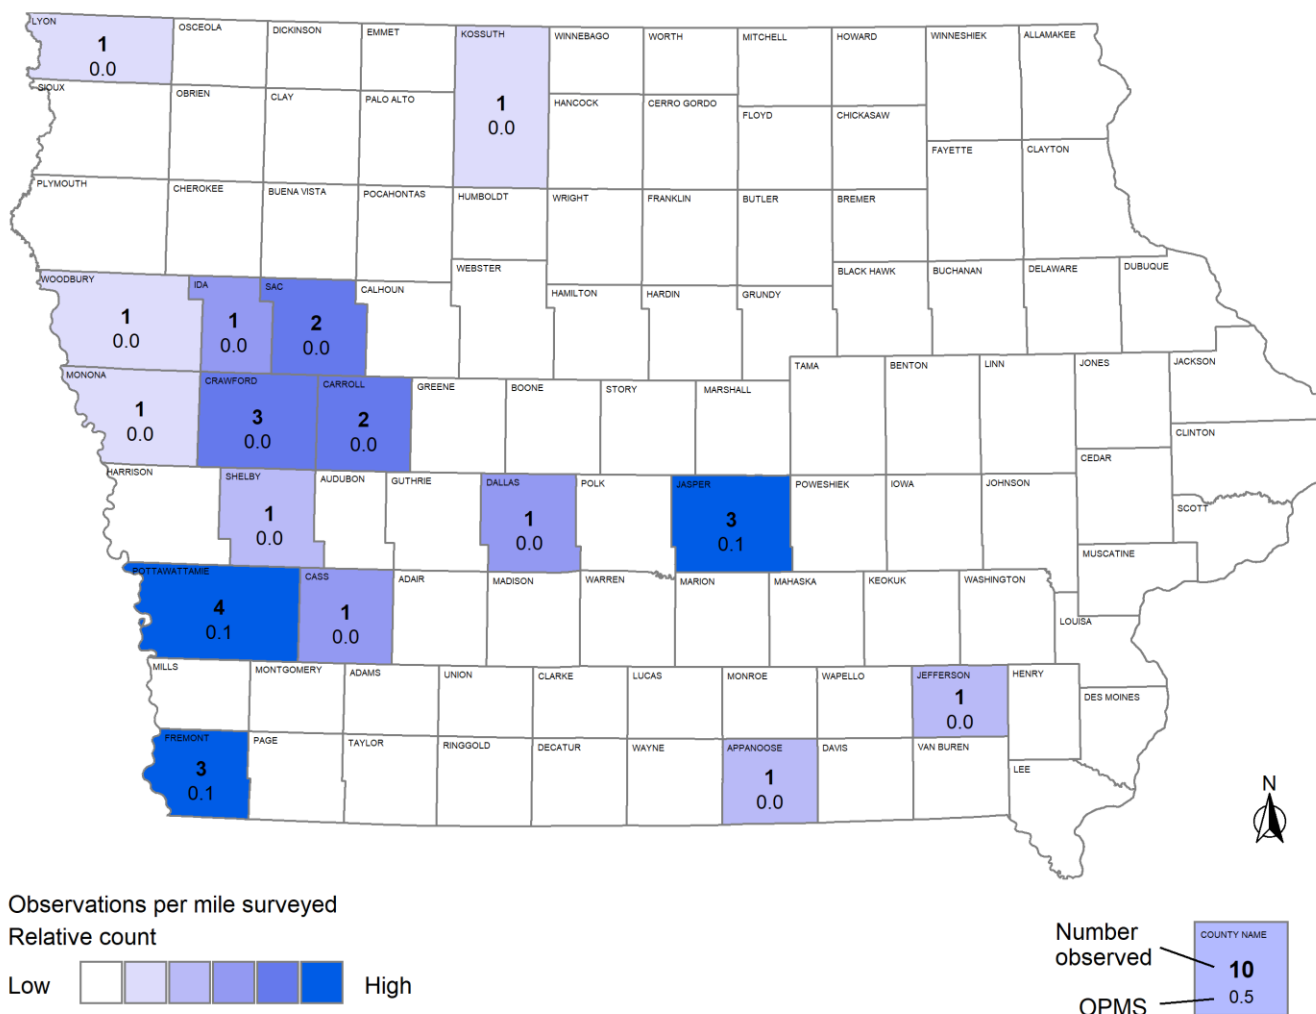 LYON
OSCEOLA
DICKINSON
EMMET
KOSSUTH
WINNEBAGO
WORTH
MITCHELL
HOWARD
WINNESHIEK
ALLAMAKEE
1
0.0
SIOUX
OBRIEN
CLAY
PALO ALTO
1
0.0
HANCOCK
CERRO GORDO
FLOYD
CHICKASAW
FAYETTE
CLAYTON
PLYMOUTH
CHEROKEE
BUENA VISTA
POCAHONTAS
HUMBOLDT
WRIGHT
FRANKLIN
BUTLER
BREMER
WOODBURY
1
0.0
IDA
1
0.0
SAC
2
0.0
CALHOUN
WEBSTER
HAMILTON
HARDIN
GRUNDY
BLACK HAWK
BUCHANAN
DELAWARE
DUBUQUE
MONONA
1
0.0
CRAWFORD
3
0.0
CARROLL
2
0.0
GREENE
BOONE
STORY
MARSHALL
TAMA
BENTON
LINN
JONES
JACKSON
CLINTON
CEDAR
HARRISON
SHELBY
1
0.0
AUDUBON
GUTHRIE
DALLAS
1
0.0
POLK
JASPER
3
0.1
POWESHIEK
IOWA
JOHNSON
SCOTT
MUSCATINE
POTTAWATTAMIE
4
0.1
CASS
1
0.0
ADAIR
MADISON
WARREN
MARION
MAHASKA
KEOKUK
WASHINGTON
LOUISA
MILLS
MONTGOMERY
ADAMS
UNION
CLARKE
LUCAS
MONROE
WAPELLO
JEFFERSON
1
0.0
HENRY
DES MOINES
FREMONT
3
0.1
PAGE
TAYLOR
RINGGOLD
DECATUR
WAYNE
APPANOOSE
1
0.0
DAVIS
VAN BUREN
LEE
N
Observations per mile surveyed
Relative count
Low
High
Number
observed
OPMS
COUNTY NAME
10
0.5